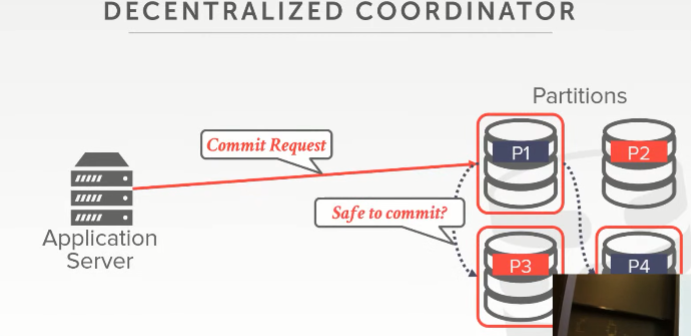 DECENTRALIZED COORDINATOR
Partitions
Commit Request
P1
P2
Safe to commit?
Application
Server
P3
P4